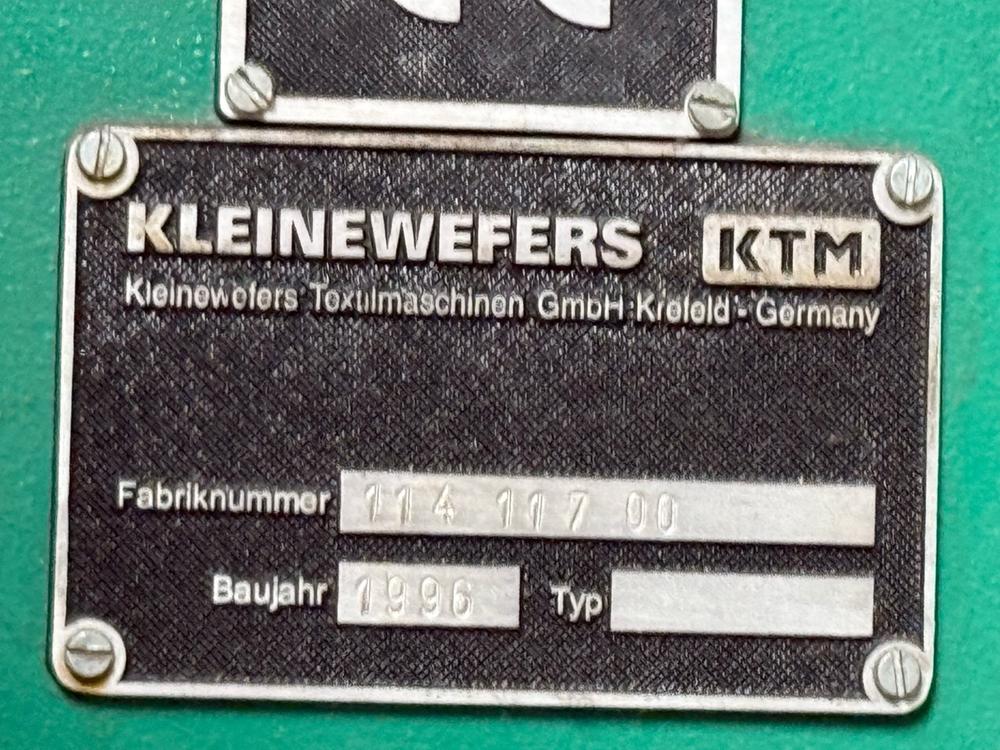 KLEINEWEFERS KTM
Kleinewefers Textilmaschinen GmbH · Krefeld - Germany
Fabriknummer 114 117 00
Baujahr 1996 Typ